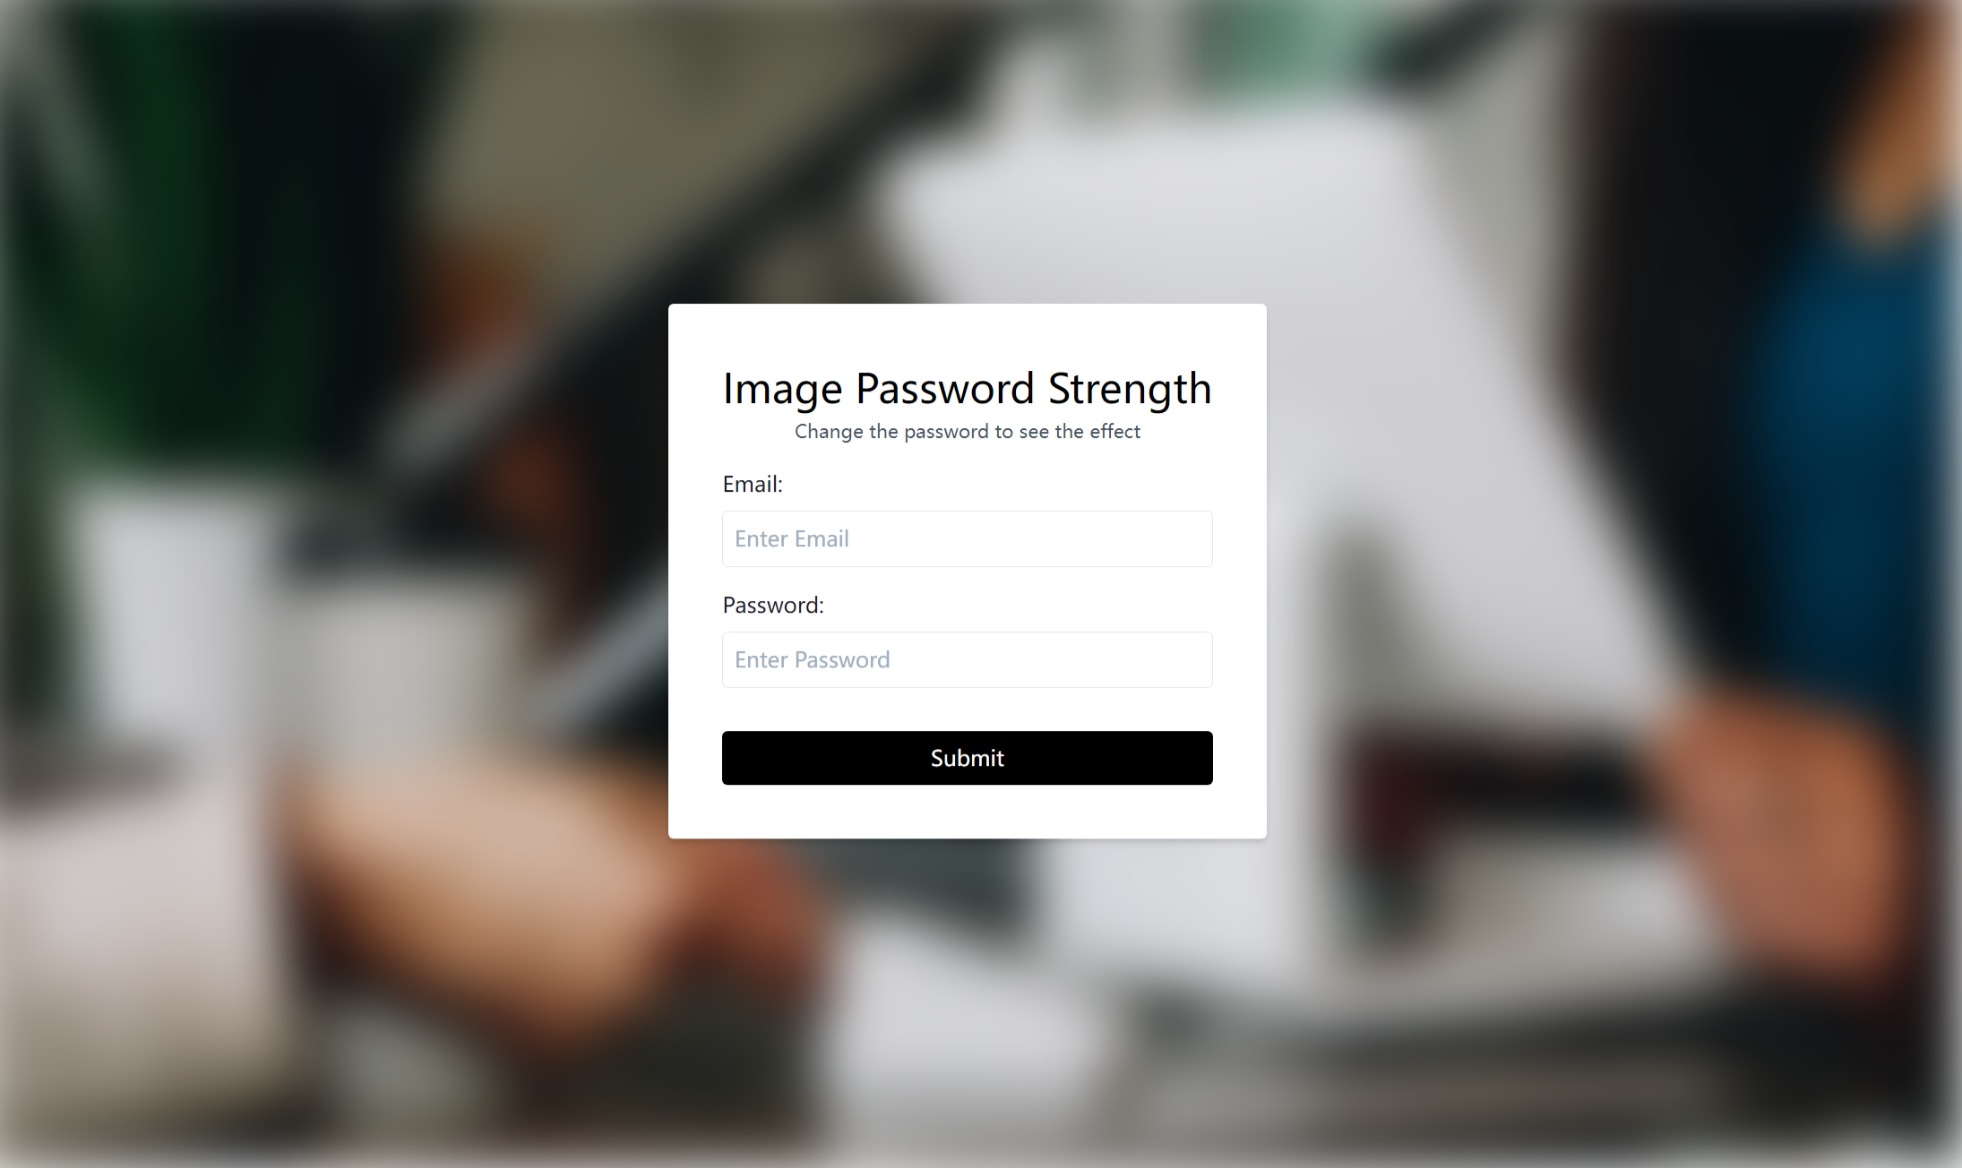 Image Password Strength
Change the password to see the effect
Email:
Enter Email
Password:
Enter Password
Submit